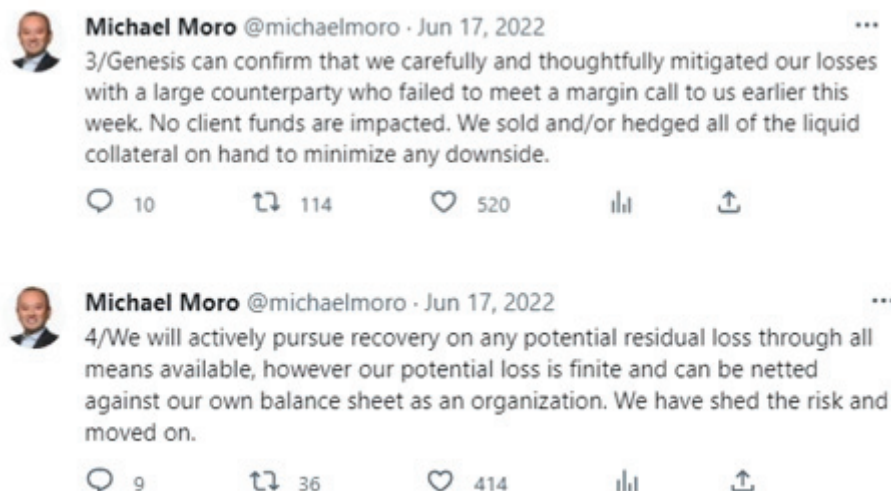 Michael Moro @michaelmoro · Jun 17, 2022
3/Genesis can confirm that we carefully and thoughtfully mitigated our losses
with a large counterparty who failed to meet a margin call to us earlier this
week. No client funds are impacted. We sold and/or hedged all of the liquid
collateral on hand to minimize any downside.
10 114 520
Michael Moro @michaelmoro · Jun 17, 2022
4/We will actively pursue recovery on any potential residual loss through all
means available, however our potential loss is finite and can be netted
against our own balance sheet as an organization. We have shed the risk and
moved on.
9 36 414